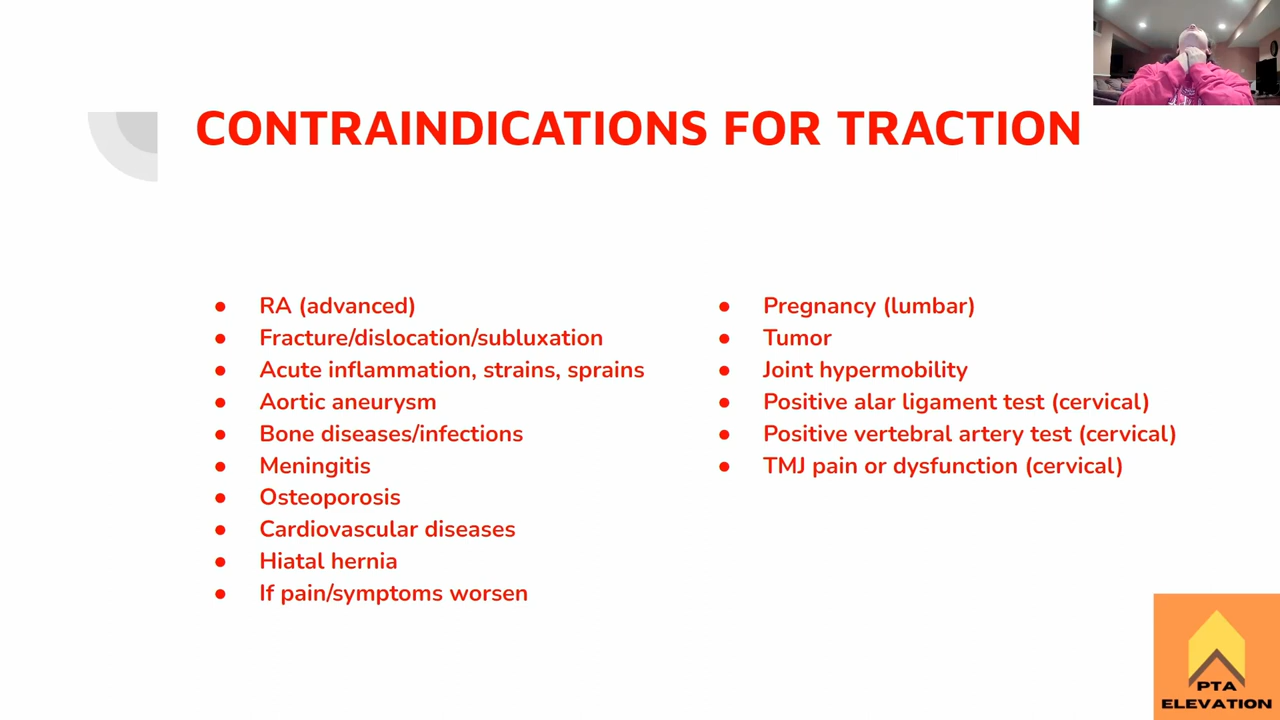 CONTRAINDICATIONS FOR TRACTION
● RA (advanced)
● Fracture/dislocation/subluxation
● Acute inflammation, strains, sprains
● Aortic aneurysm
● Bone diseases/infections
● Meningitis
● Osteoporosis
● Cardiovascular diseases
● Hiatal hernia
● If pain/symptoms worsen
● Pregnancy (lumbar)
● Tumor
● Joint hypermobility
● Positive alar ligament test (cervical)
● Positive vertebral artery test (cervical)
● TMJ pain or dysfunction (cervical)
PTA
ELEVATION